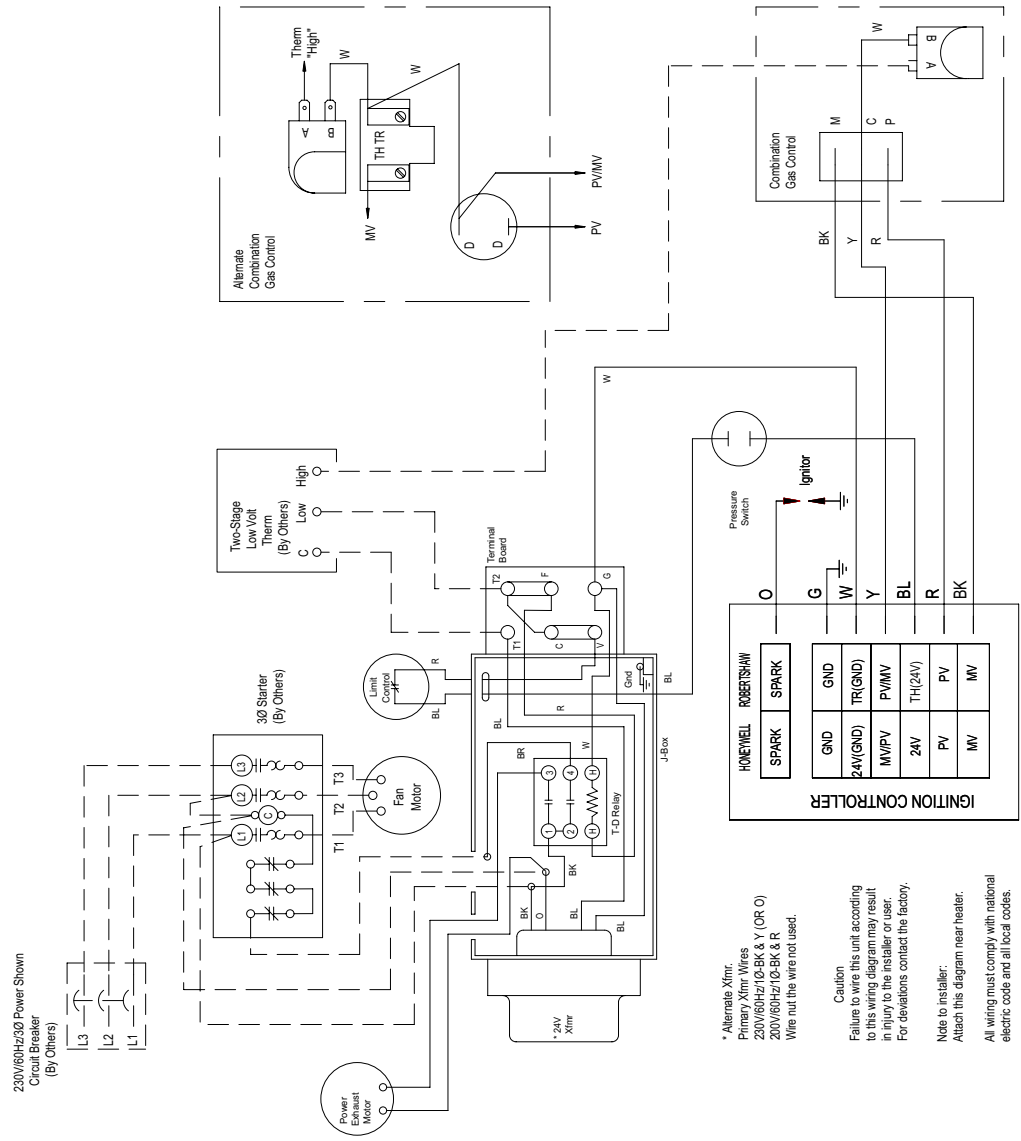 230V/60Hz/3Ø Power Shown
Circuit Breaker
(By Others)
L3
L2
L1
3Ø Starter
(By Others)
L3
L2
C
L1
T3
T2
T1
Fan
Motor
Power
Exhaust
Motor
Two-Stage
Low Volt
Therm
(By Others)
C
Low
High
Limit
Control
R
BL
Terminal
Board
T2
F
G
T1
C
V
Gnd
BL
BL
R
BR
W
J-Box
3
4
H
1
2
H
T-D Relay
BK
BK
O
BL
BL
* 24V
Xfmr
Alternate
Combination
Gas Control
Therm
"High"
A
B
W
W
TH TR
MV
D
D
PV/MV
PV
Combination
Gas Control
M
C
P
W
B
A
BK
Y
R
W
Pressure
Switch
Ignitor
O
G
W
Y
BL
R
BK
IGNITION CONTROLLER
HONEYWELL ROBERTSHAW
SPARK SPARK
GND GND
24V(GND) TR(GND)
MV/PV PV/MV
24V TH(24V)
PV PV
MV MV
* Alternate Xfmr.
Primary Xfmr Wires
230V/60Hz/1Ø-BK & Y (OR O)
200V/60Hz/1Ø-BK & R
Wire nut the wire not used.
Caution
Failure to wire this unit according
to this wiring diagram may result
in injury to the installer or user.
For deviations contact the factory.
Note to installer:
Attach this diagram near heater.
All wiring must comply with national
electric code and all local codes.